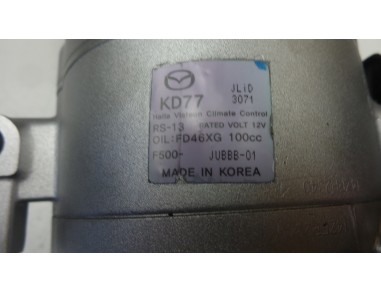 JLiD
KD77 3071
Halla Visteon Climate Control
RS-13 RATED VOLT 12V
OIL:FD46XG 100cc
F500- JUBBB-01
MADE IN KOREA